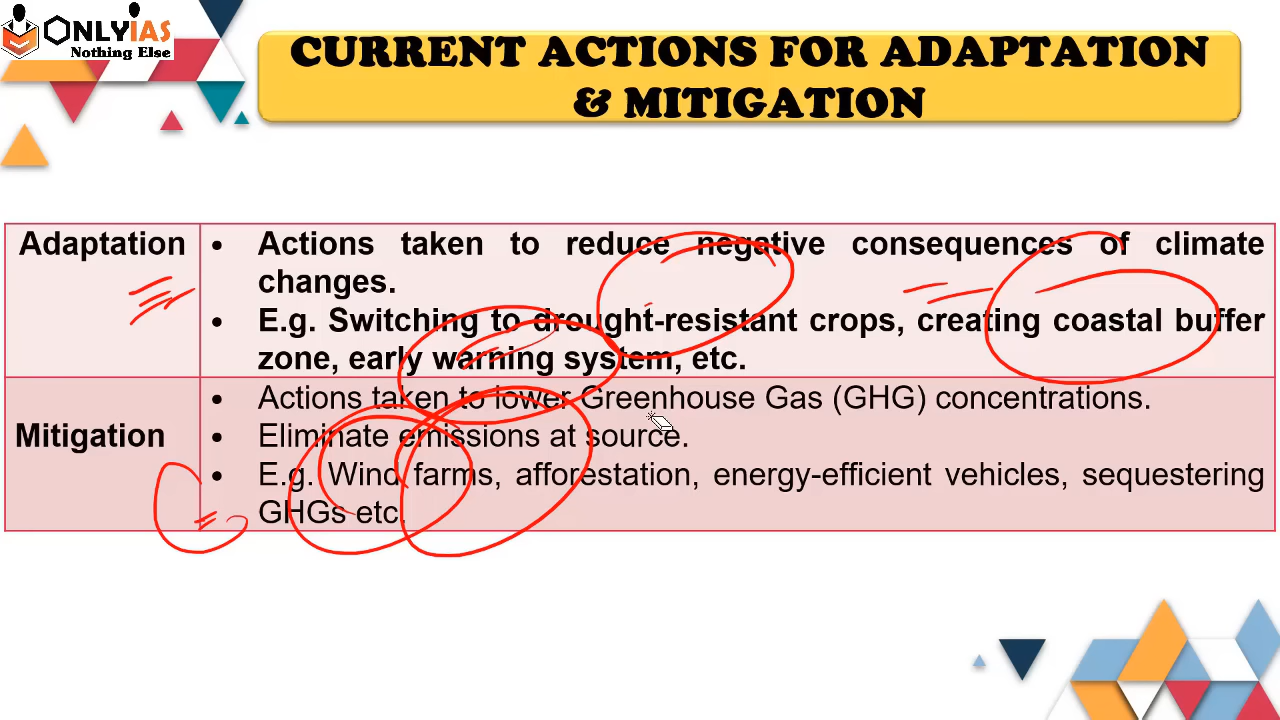 ONLYIAS
Nothing Else
CURRENT ACTIONS FOR ADAPTATION
& MITIGATION
Adaptation
• Actions taken to reduce negative consequences of climate
changes.
• E.g. Switching to drought-resistant crops, creating coastal buffer
zone, early warning system, etc.
Mitigation
• Actions taken to lower Greenhouse Gas (GHG) concentrations.
• Eliminate emissions at source.
• E.g. Wind farms, afforestation, energy-efficient vehicles, sequestering
GHGs etc.